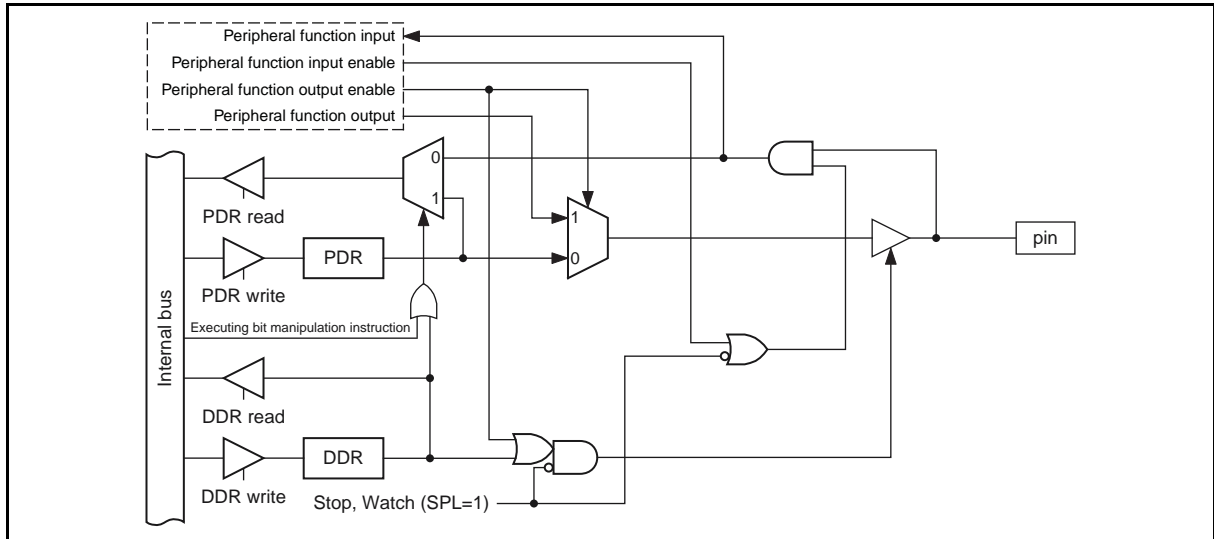 Peripheral function input
Peripheral function input enable
Peripheral function output enable
Peripheral function output
0
1
PDR read
1
pin
PDR
0
PDR write
Executing bit manipulation instruction
Internal bus
DDR read
DDR
DDR write
Stop, Watch (SPL=1)